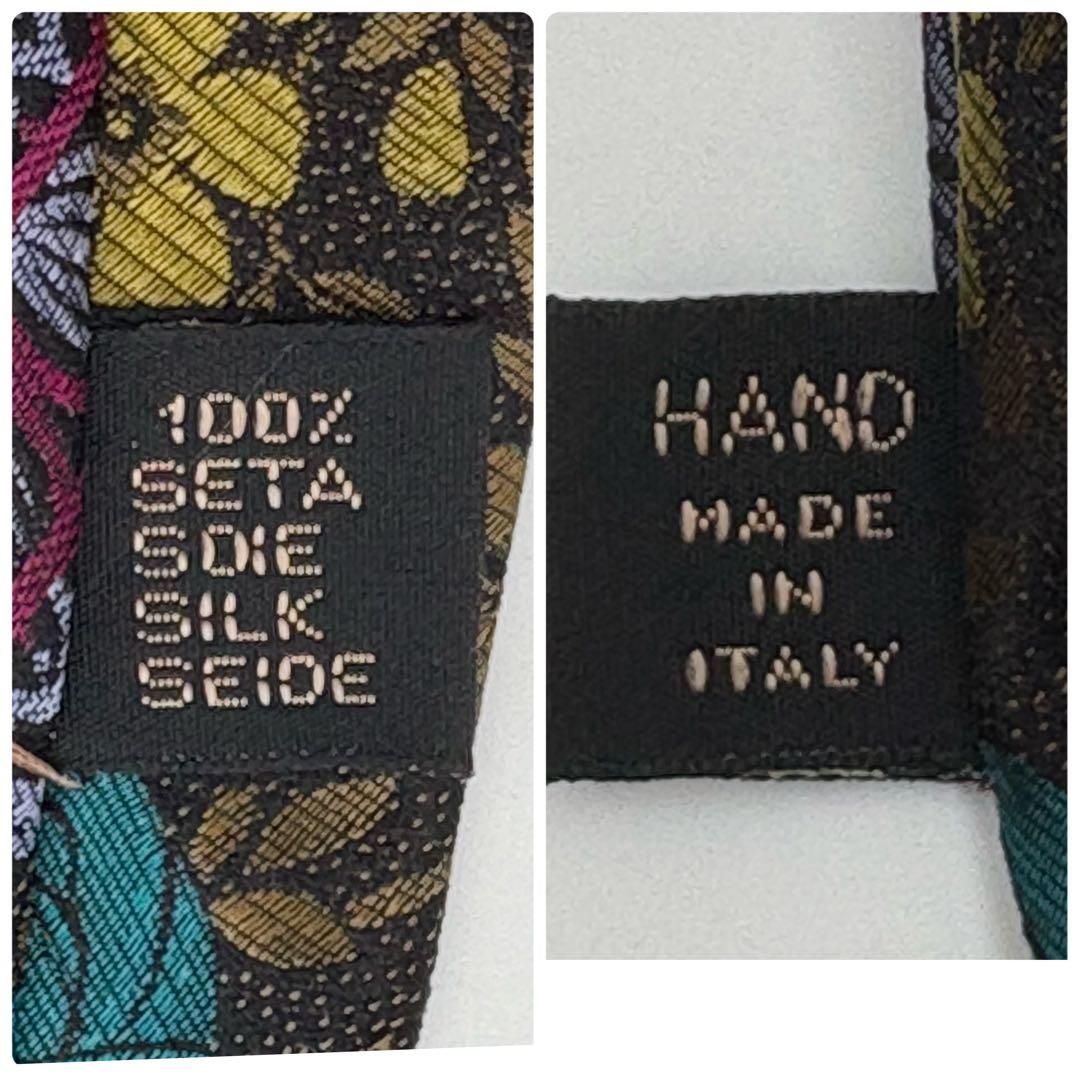 100%
SETA
SOIE
SILK
SEIDE
HAND
MADE
IN
ITALY